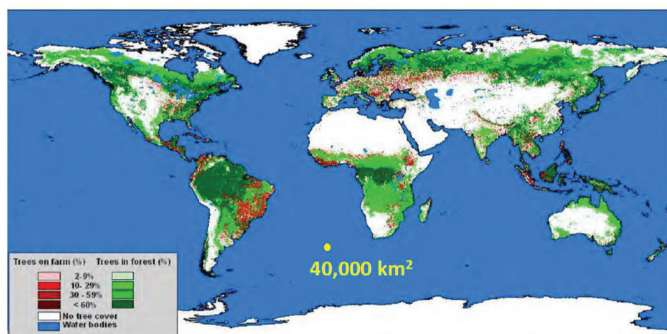 40,000 km²
Trees on farm (%) Trees in forest (%)
2-9%
10- 29%
30 - 59%
< 60%
No tree cover
Water bodies